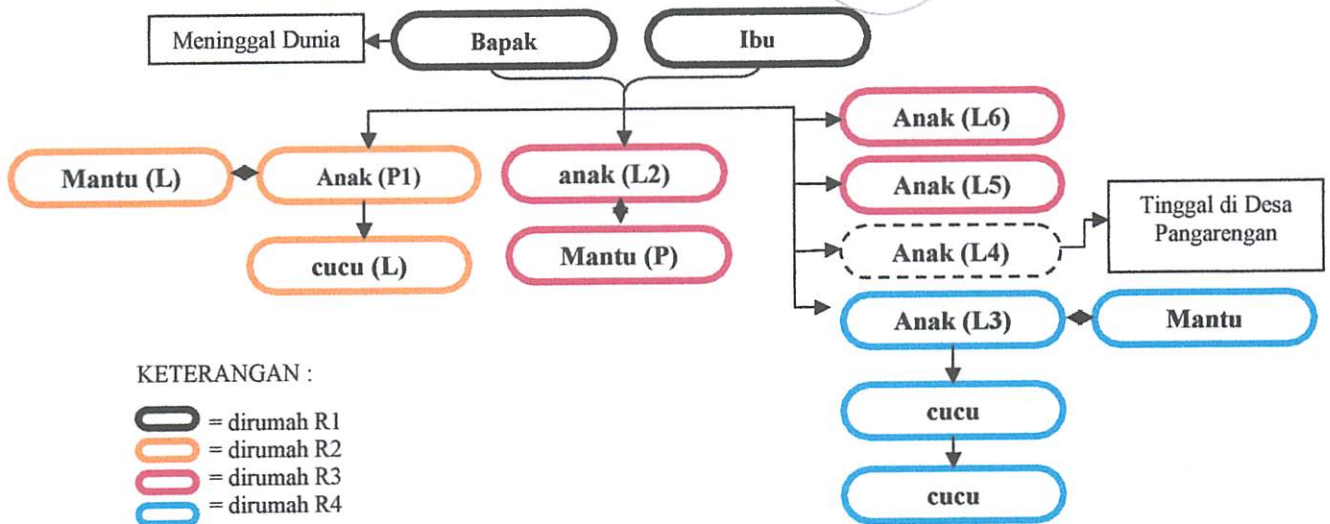 Meninggal Dunia
Bapak
Ibu
Anak (L6)
Mantu (L)
Anak (P1)
anak (L2)
Anak (L5)
Tinggal di Desa
Pangarengan
cucu (L)
Mantu (P)
Anak (L4)
Anak (L3)
Mantu
KETERANGAN :
cucu
= dirumah R1
= dirumah R2
= dirumah R3
cucu
= dirumah R4